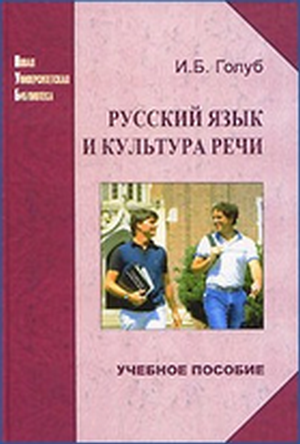 Новая
Университетская
Библиотека
И.Б. Голуб
РУССКИЙ ЯЗЫК
И КУЛЬТУРА РЕЧИ
УЧЕБНОЕ ПОСОБИЕ